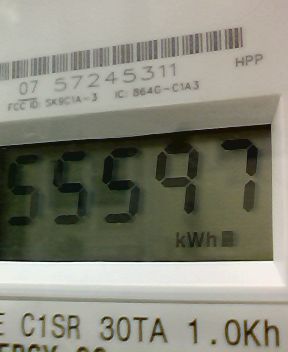 HPP
07 57245311
FCC ID: SK9C1A-3 IC: 864G-C1A3
55597
kWh
C1SR 30TA 1.0Kh